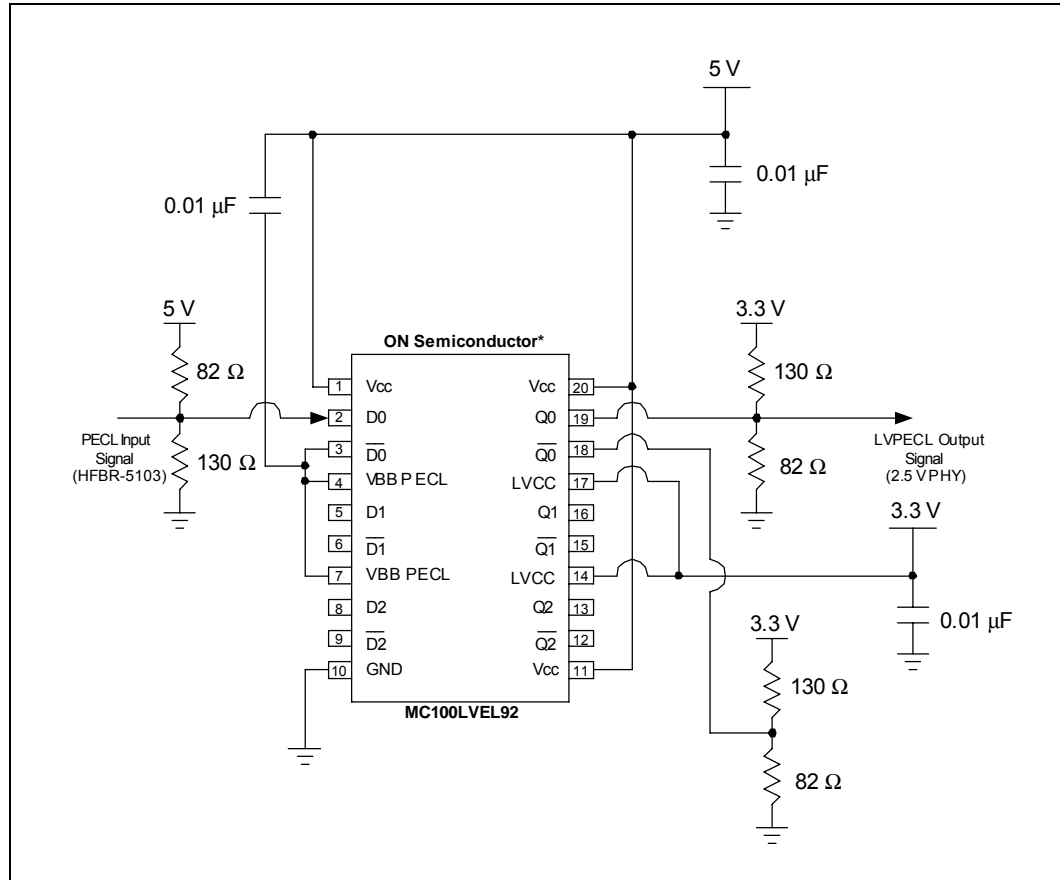 5 V
0.01 μF
0.01 μF
5 V
82 Ω
130 Ω
PECL Input
Signal
(HFBR-5103)
ON Semiconductor*
1 Vcc Vcc 20
2 D0 Q0 19
3 D0 Q0 18
4 VBB PECL LVCC 17
5 D1 Q1 16
6 D1 Q1 15
7 VBB PECL LVCC 14
8 D2 Q2 13
9 D2 Q2 12
10 GND Vcc 11
MC100LVEL92
3.3 V
130 Ω
82 Ω
LVPECL Output
Signal
(2.5 V PHY)
3.3 V
0.01 μF
3.3 V
130 Ω
82 Ω